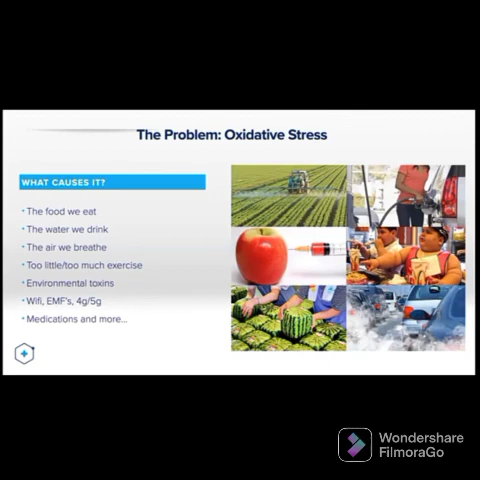 The Problem: Oxidative Stress
WHAT CAUSES IT?
• The food we eat
• The water we drink
• The air we breathe
• Too little/too much exercise
• Environmental toxins
• Wifi, EMF's, 4g/5g
• Medications and more...
Wondershare
FilmoraGo